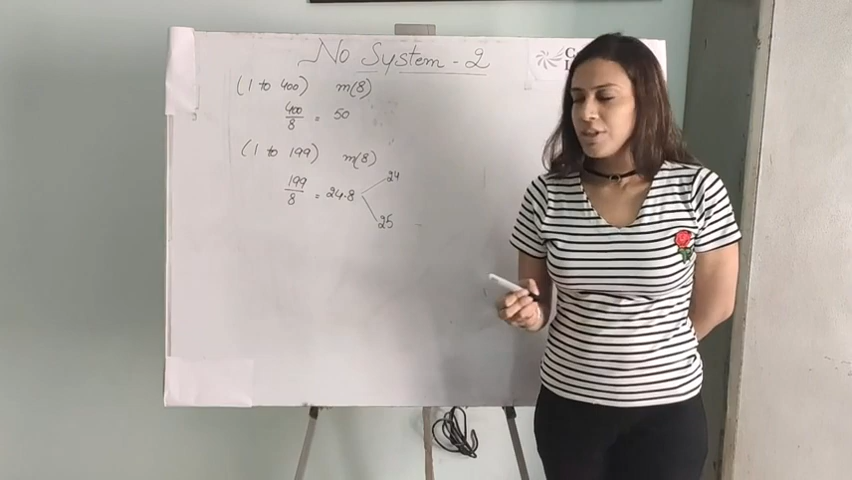 No System - 2
(1 to 400) m(8)
400/8 = 50
(1 to 199) m(8)
199/8 = 24.8
24
25